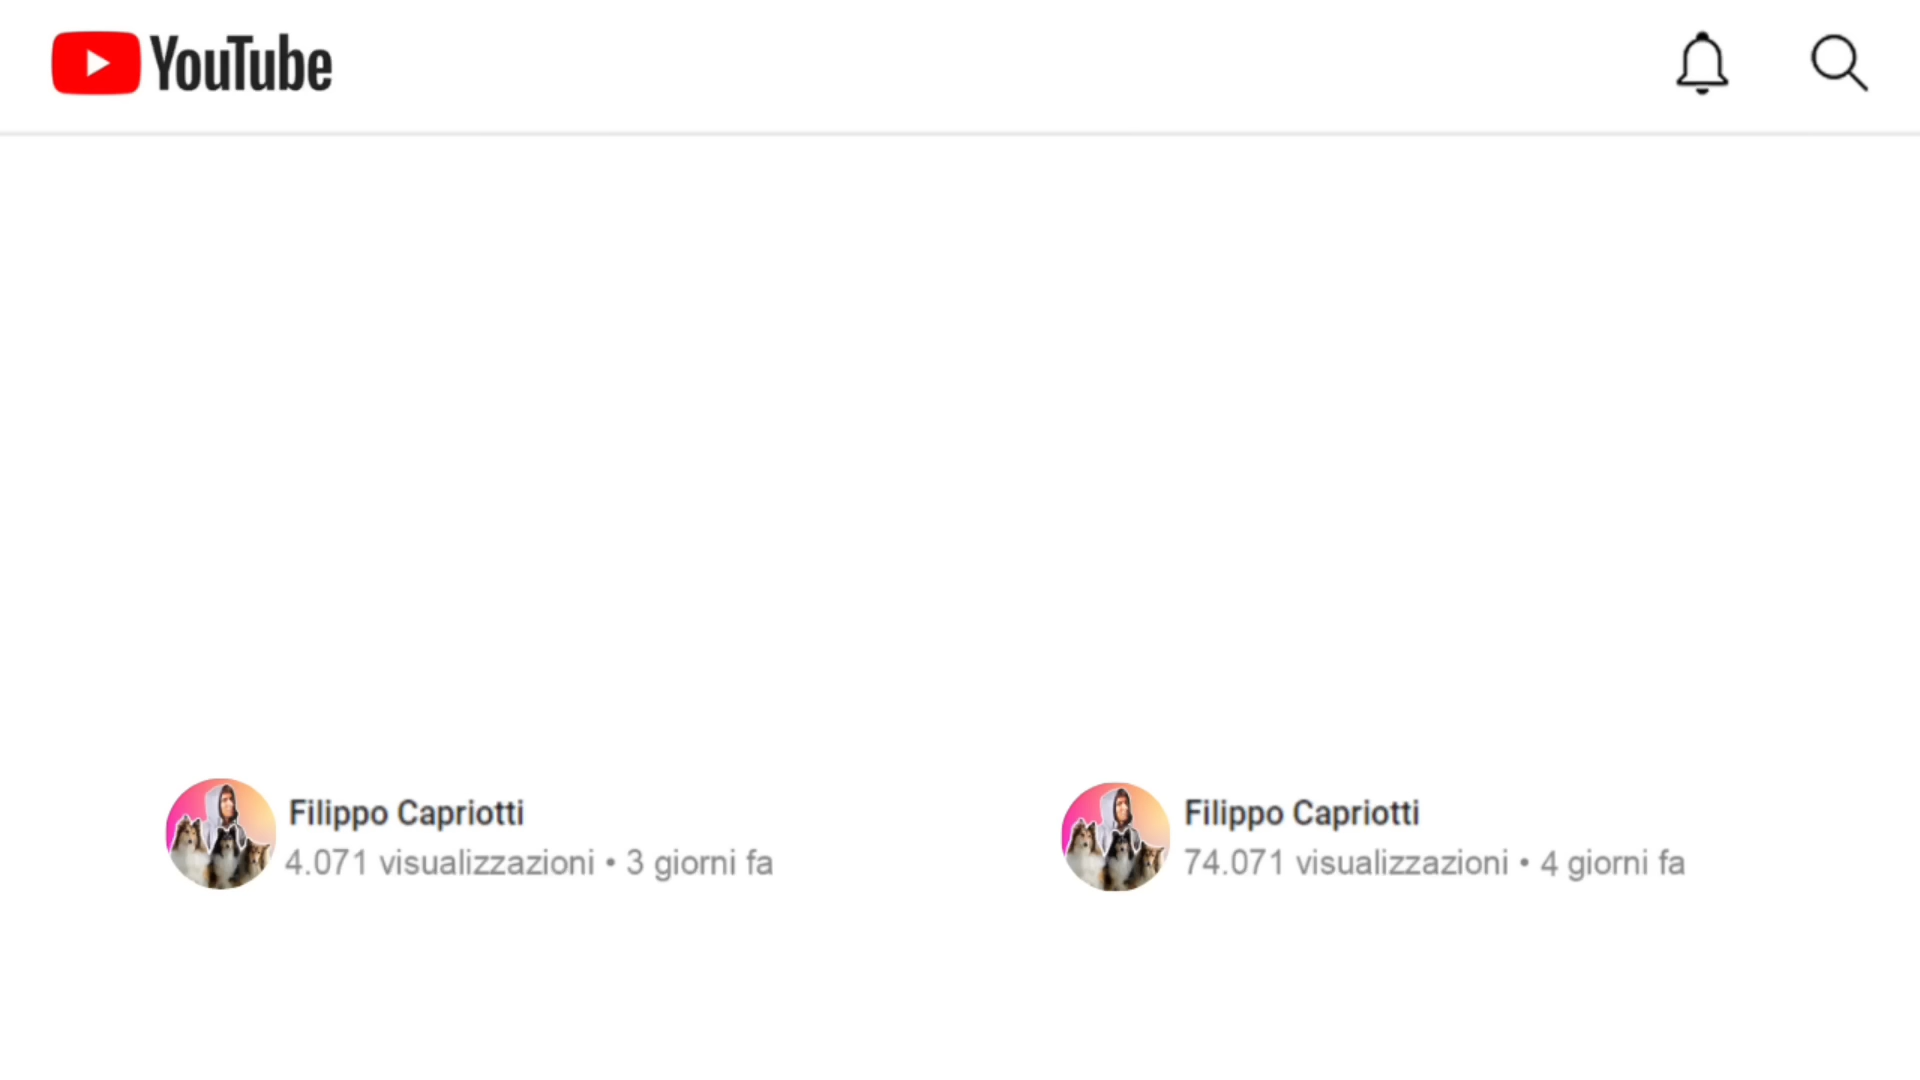 YouTube
Filippo Capriotti
4.071 visualizzazioni • 3 giorni fa
Filippo Capriotti
74.071 visualizzazioni • 4 giorni fa